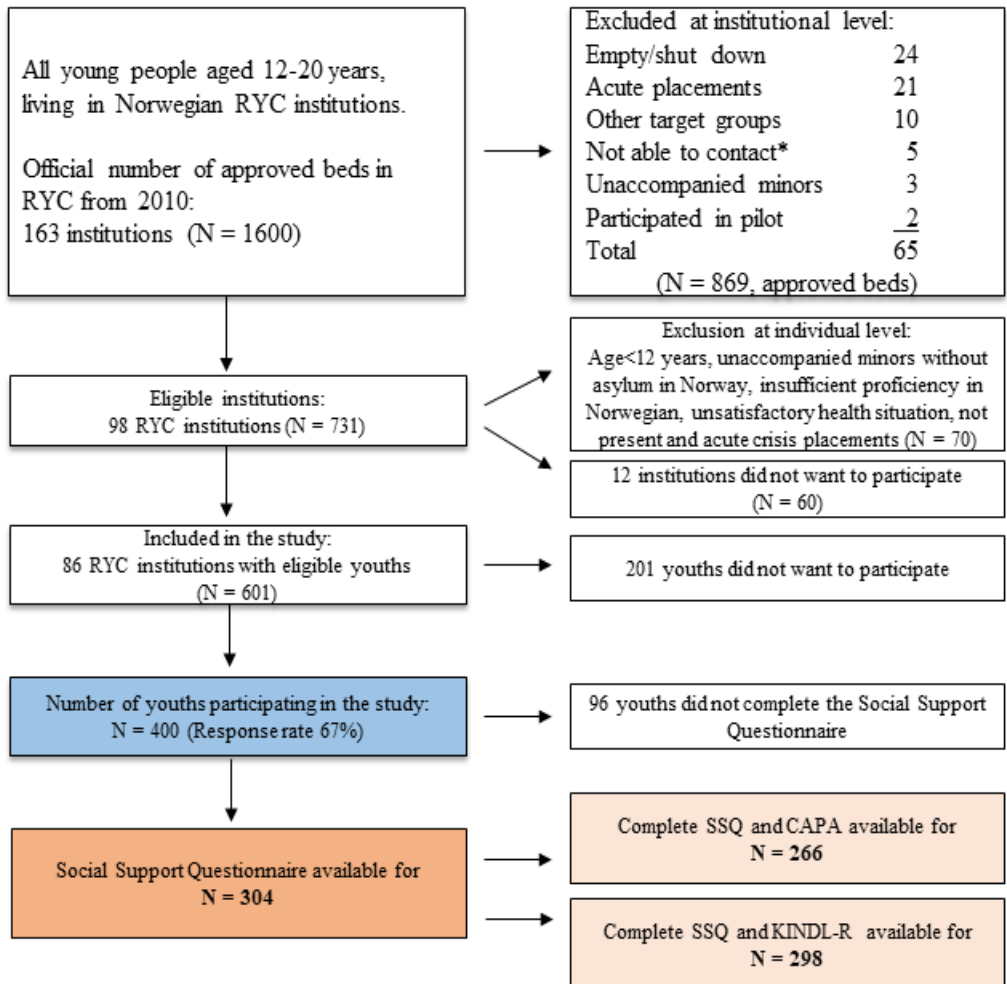 All young people aged 12-20 years,
living in Norwegian RYC institutions.
Official number of approved beds in
RYC from 2010:
163 institutions (N = 1600)
Excluded at institutional level:
Empty/shut down 24
Acute placements 21
Other target groups 10
Not able to contact* 5
Unaccompanied minors 3
Participated in pilot 2
Total 65
(N = 869, approved beds)
Eligible institutions:
98 RYC institutions (N = 731)
Exclusion at individual level:
Age<12 years, unaccompanied minors without
asylum in Norway, insufficient proficiency in
Norwegian, unsatisfactory health situation, not
present and acute crisis placements (N = 70)
12 institutions did not want to participate
(N = 60)
Included in the study:
86 RYC institutions with eligible youths
(N = 601)
201 youths did not want to participate
Number of youths participating in the study:
N = 400 (Response rate 67%)
96 youths did not complete the Social Support
Questionnaire
Social Support Questionnaire available for
N = 304
Complete SSQ and CAPA available for
N = 266
Complete SSQ and KINDL-R available for
N = 298